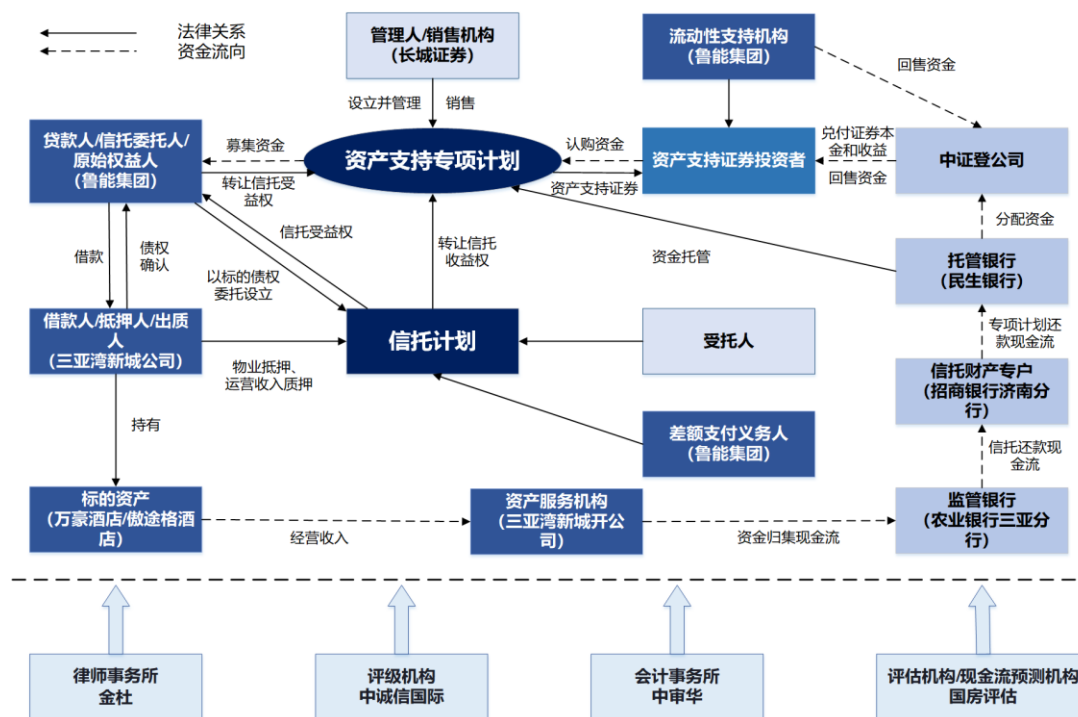 法律关系
资金流向
管理人/销售机构
(长城证券)
流动性支持机构
(鲁能集团)
回售资金
设立并管理
销售
贷款人/信托委托人/
原始权益人
(鲁能集团)
募集资金
转让信托受
益权
资产支持专项计划
认购资金
资产支持证券
资产支持证券投资者
兑付证券本
金和收益
回售资金
中证登公司
分配资金
借款
债权
确认
信托受益权
以标的债权
委托设立
转让信托
收益权
资金托管
托管银行
(民生银行)
借款人/抵押人/出质
人
(三亚湾新城公司)
物业抵押、
运营收入质押
信托计划
受托人
专项计划还
款现金流
信托财产专户
(招商银行济南分
行)
持有
差额支付义务人
(鲁能集团)
信托还款现
金流
标的资产
(万豪酒店/傲途格酒
店)
经营收入
资产服务机构
(三亚湾新城开公
司)
资金归集现金流
监管银行
(农业银行三亚分
行)
律师事务所
金杜
评级机构
中诚信国际
会计事务所
中审华
评估机构/现金流预测机构
国房评估